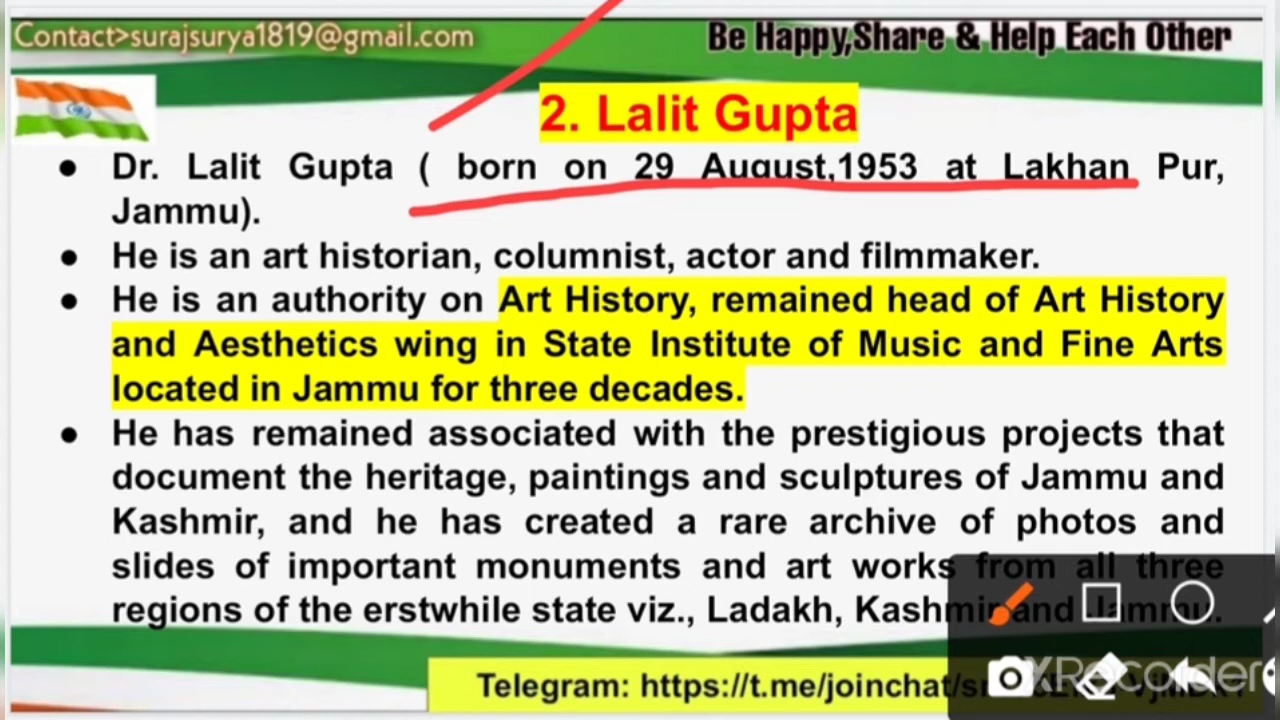 Contact>surajsurya1819@gmail.com
Be Happy,Share & Help Each Other
2. Lalit Gupta
● Dr. Lalit Gupta ( born on 29 August,1953 at Lakhan Pur,
Jammu).
● He is an art historian, columnist, actor and filmmaker.
● He is an authority on Art History, remained head of Art History
and Aesthetics wing in State Institute of Music and Fine Arts
located in Jammu for three decades.
● He has remained associated with the prestigious projects that
document the heritage, paintings and sculptures of Jammu and
Kashmir, and he has created a rare archive of photos and
slides of important monuments and art works from all three
regions of the erstwhile state viz., Ladakh, Kashmir and Jammu.
Telegram: https://t.me/joinchat/
XRecorder